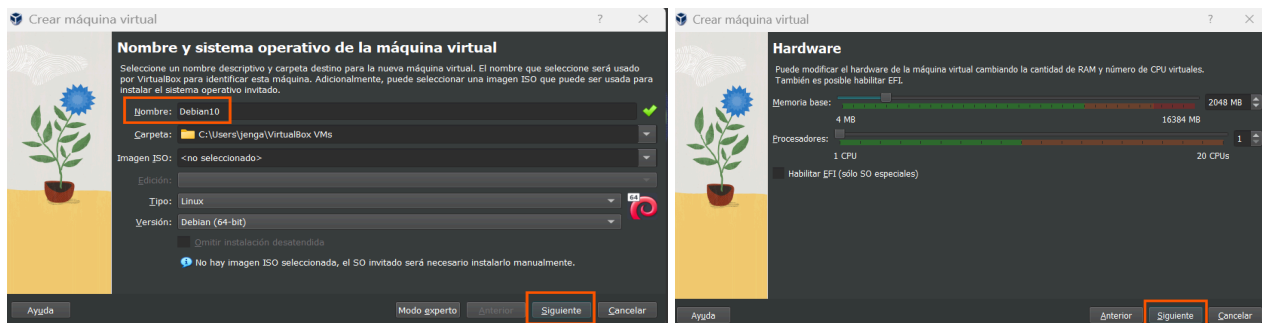 Crear máquina virtual
Nombre y sistema operativo de la máquina virtual
Seleccione un nombre descriptivo y carpeta destino para la nueva máquina virtual. El nombre que seleccione será usado
por VirtualBox para identificar esta máquina. Adicionalmente, puede seleccionar una imagen ISO que puede ser usada para
instalar el sistema operativo invitado.
Nombre: Debian10
Carpeta: C:\Users\jenga\VirtualBox VMs
Imagen ISO: <no seleccionado>
Edición:
Tipo: Linux
64
Versión: Debian (64-bit)
Omitir instalación desatendida
No hay imagen ISO seleccionada, el SO invitado será necesario instalarlo manualmente.
Ayuda Modo experto Anterior Siguiente Cancelar
Crear máquina virtual
Hardware
Puede modificar el hardware de la máquina virtual cambiando la cantidad de RAM y número de CPU virtuales.
También es posible habilitar EFI.
Memoria base: 2048 MB
4 MB 16384 MB
Procesadores: 1
1 CPU 20 CPUs
Habilitar EFI (sólo SO especiales)
Ayuda Anterior Siguiente Cancelar